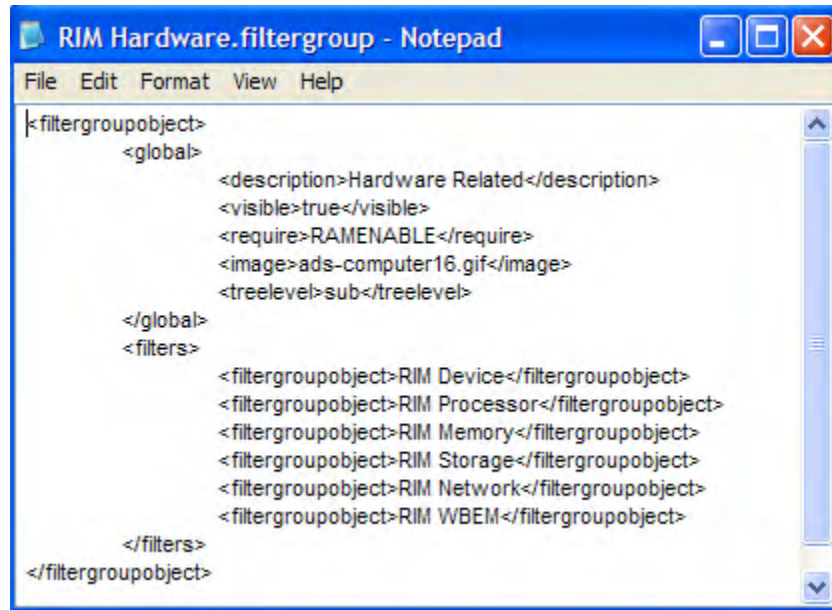 RIM Hardware.filtergroup - Notepad
File Edit Format View Help
<filtergroupobject>
<global>
<description>Hardware Related</description>
<visible>true</visible>
<require>RAMENABLE</require>
<image>ads-computer16.gif</image>
<treelevel>sub</treelevel>
</global>
<filters>
<filtergroupobject>RIM Device</filtergroupobject>
<filtergroupobject>RIM Processor</filtergroupobject>
<filtergroupobject>RIM Memory</filtergroupobject>
<filtergroupobject>RIM Storage</filtergroupobject>
<filtergroupobject>RIM Network</filtergroupobject>
<filtergroupobject>RIM WBEM</filtergroupobject>
</filters>
</filtergroupobject>